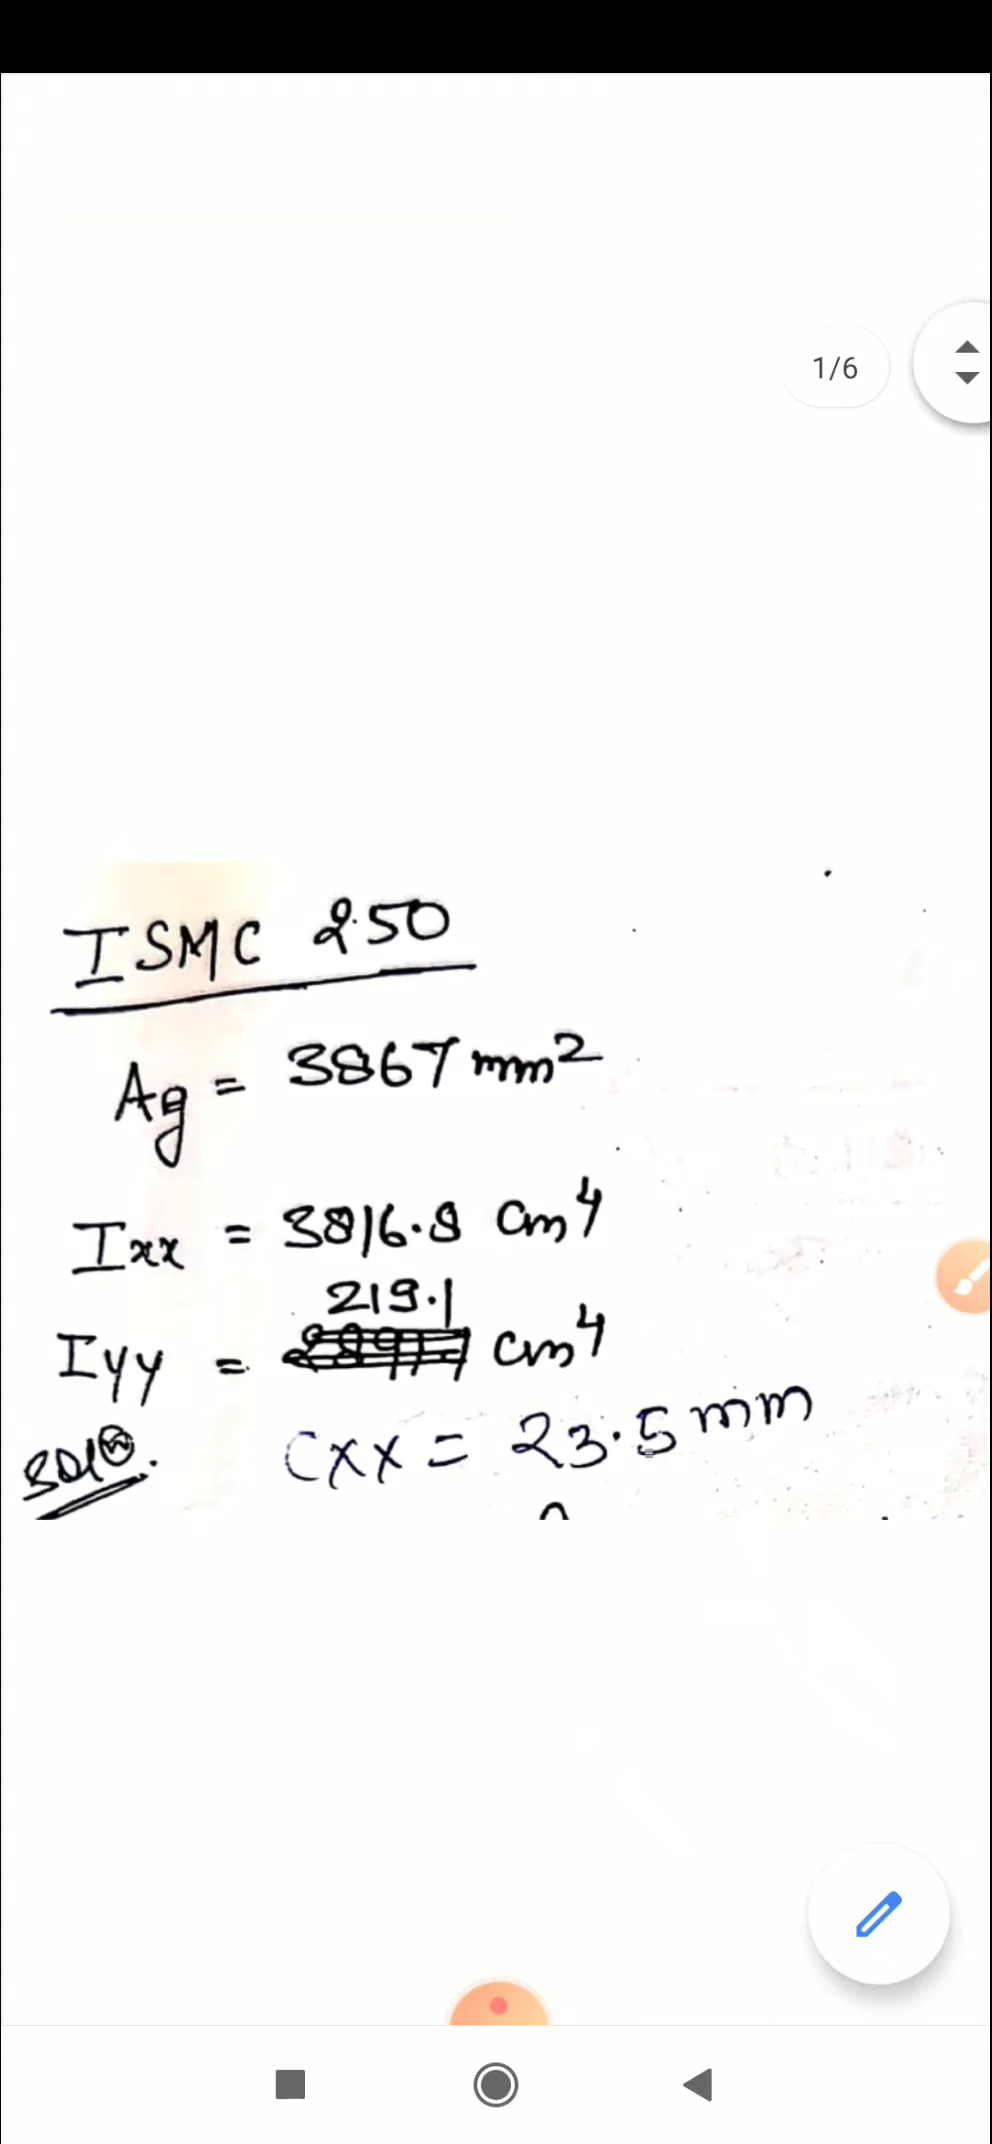 1/6
ISMC 250
Ag = 3867 mm²
Ixx = 3816.8 cm⁴
219.1
Iyy = cm⁴
Solⁿ. Cxx = 23.5 mm